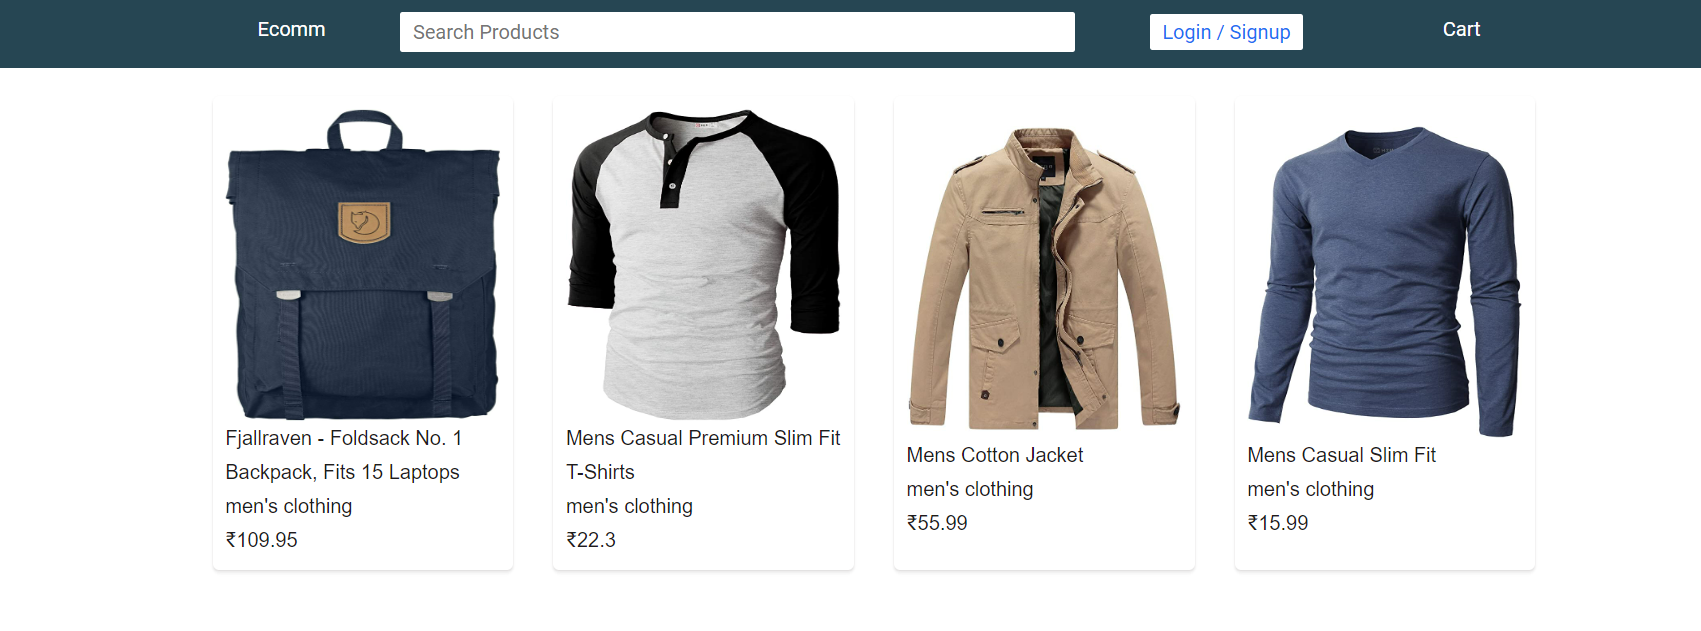 Ecomm
Search Products
Login / Signup
Cart
Fjallraven - Foldsack No. 1
Backpack, Fits 15 Laptops
men's clothing
₹109.95
Mens Casual Premium Slim Fit
T-Shirts
men's clothing
₹22.3
Mens Cotton Jacket
men's clothing
₹55.99
Mens Casual Slim Fit
men's clothing
₹15.99